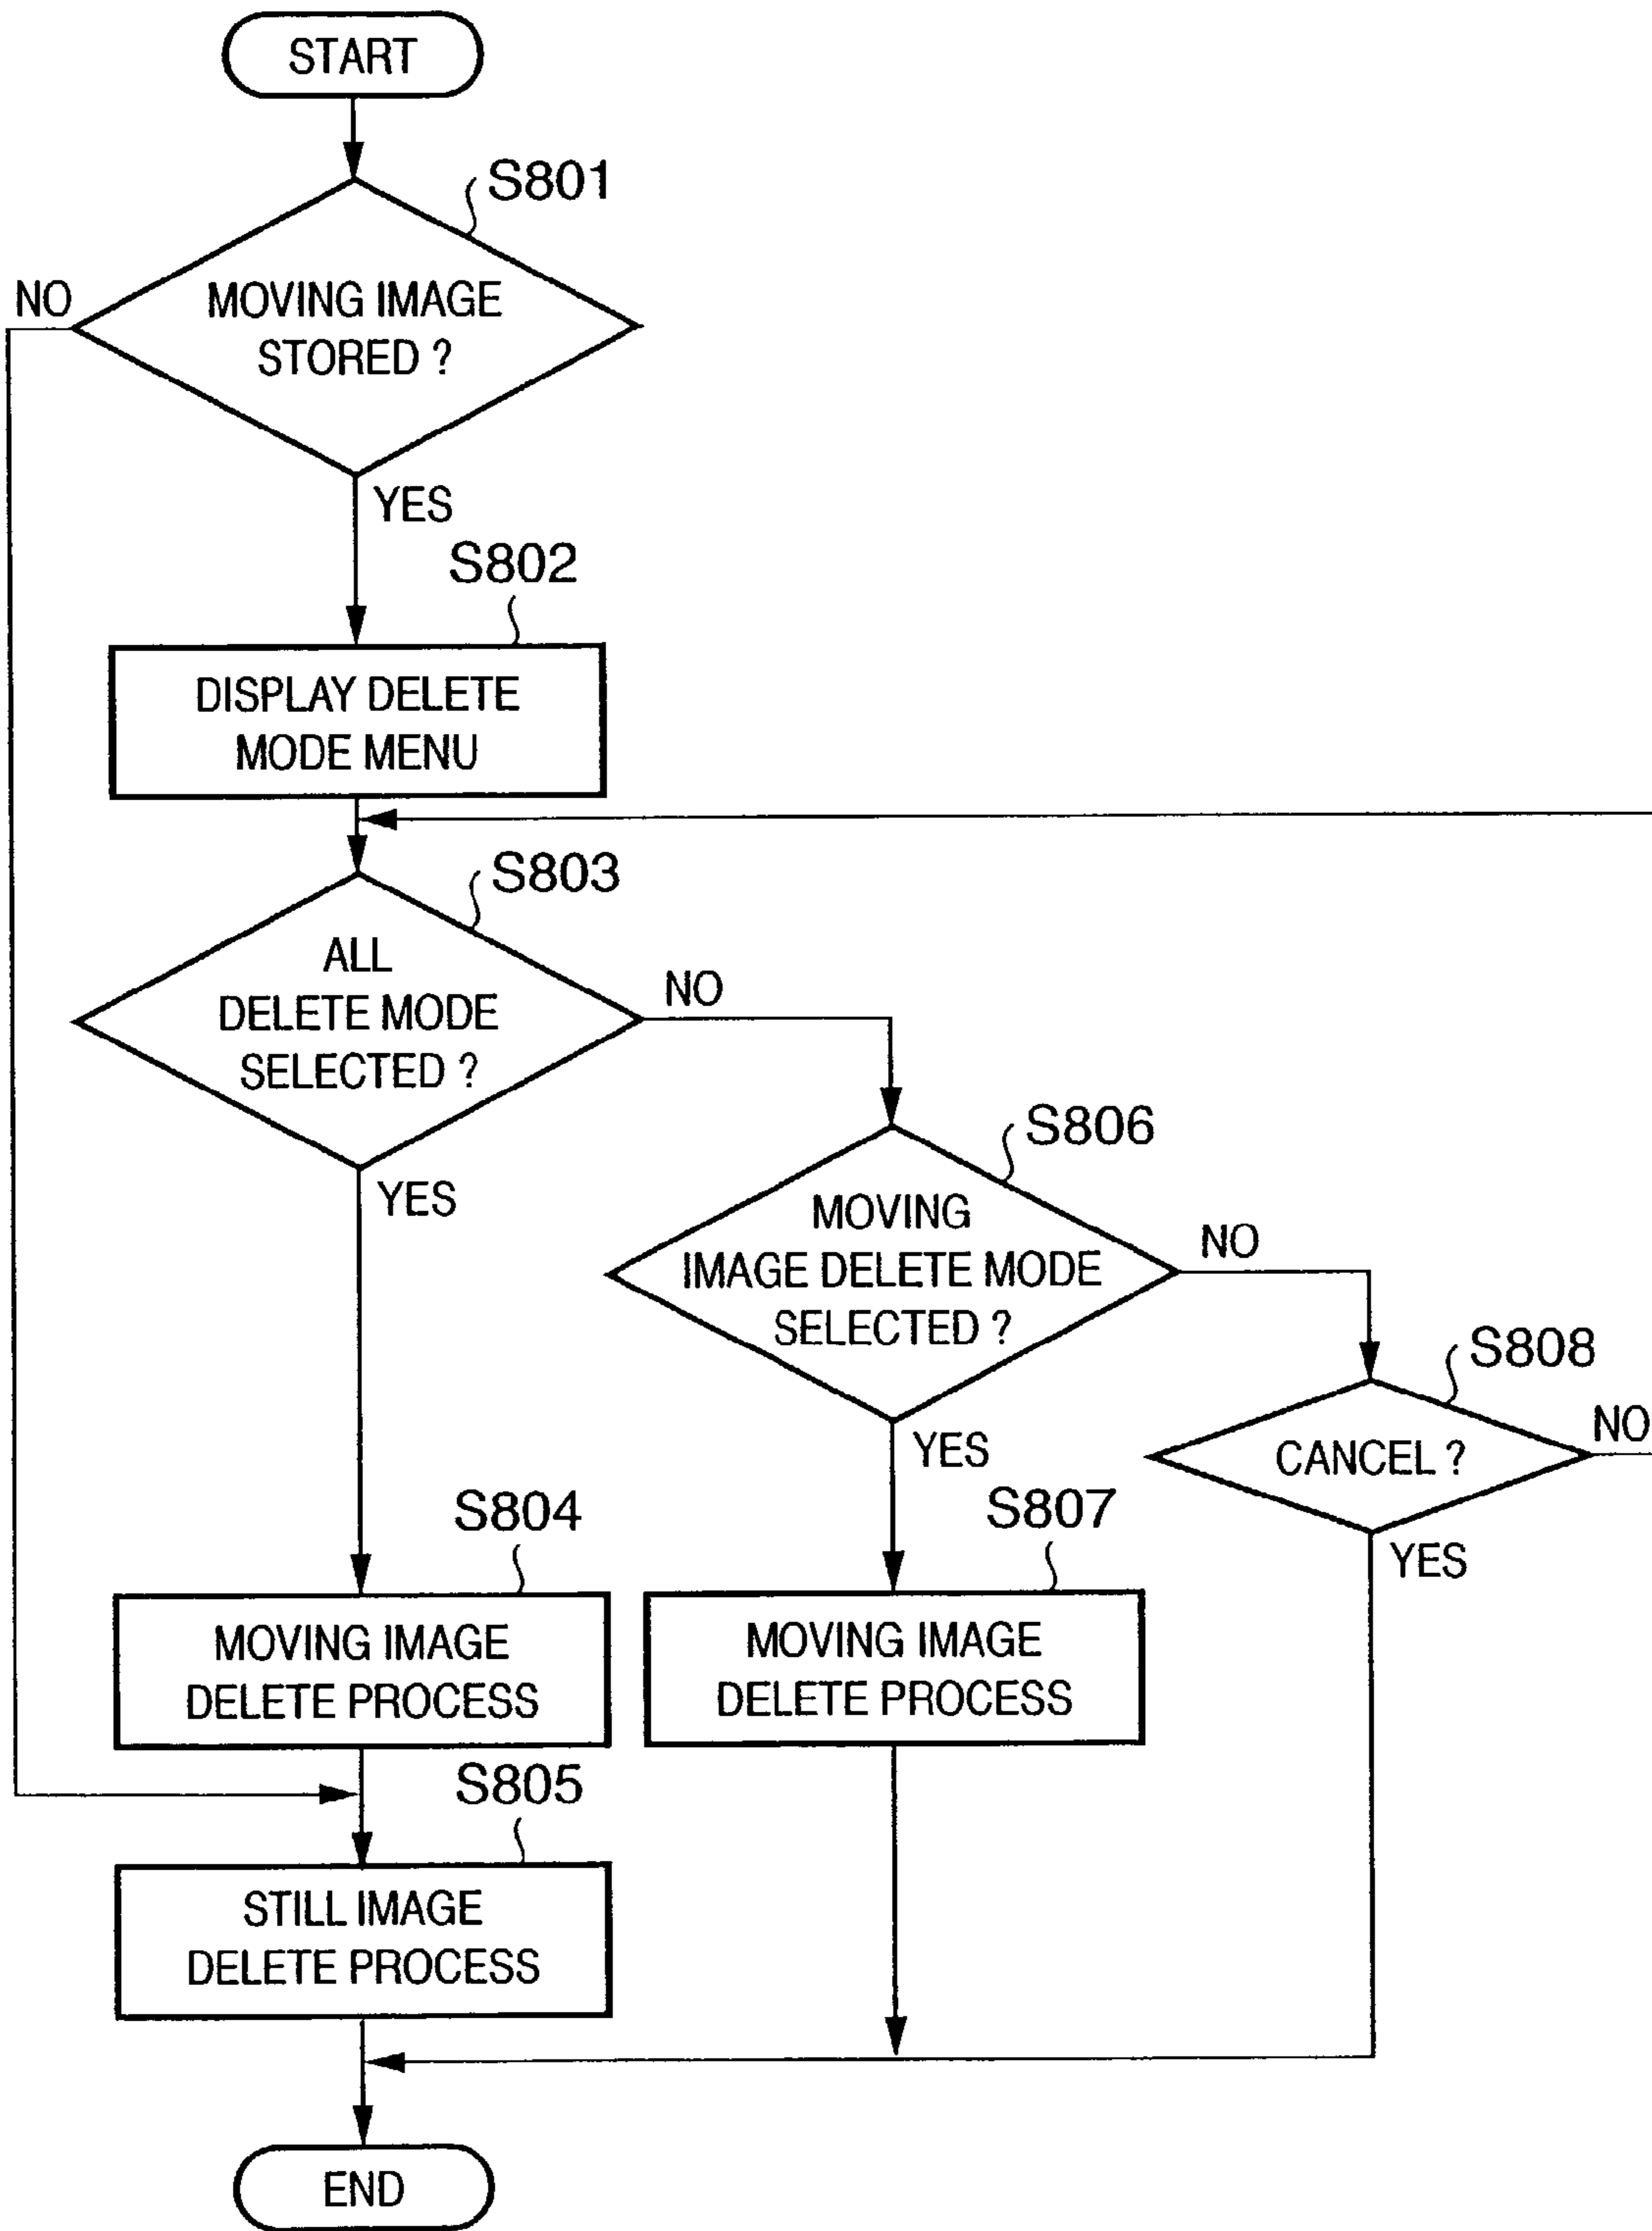 START
S801
NO
MOVING IMAGE
STORED ?
YES
S802
DISPLAY DELETE
MODE MENU
S803
ALL
DELETE MODE
SELECTED ?
NO
YES
S806
MOVING
IMAGE DELETE MODE
SELECTED ?
NO
YES
S808
CANCEL ?
NO
YES
S804
MOVING IMAGE
DELETE PROCESS
S807
MOVING IMAGE
DELETE PROCESS
S805
STILL IMAGE
DELETE PROCESS
END